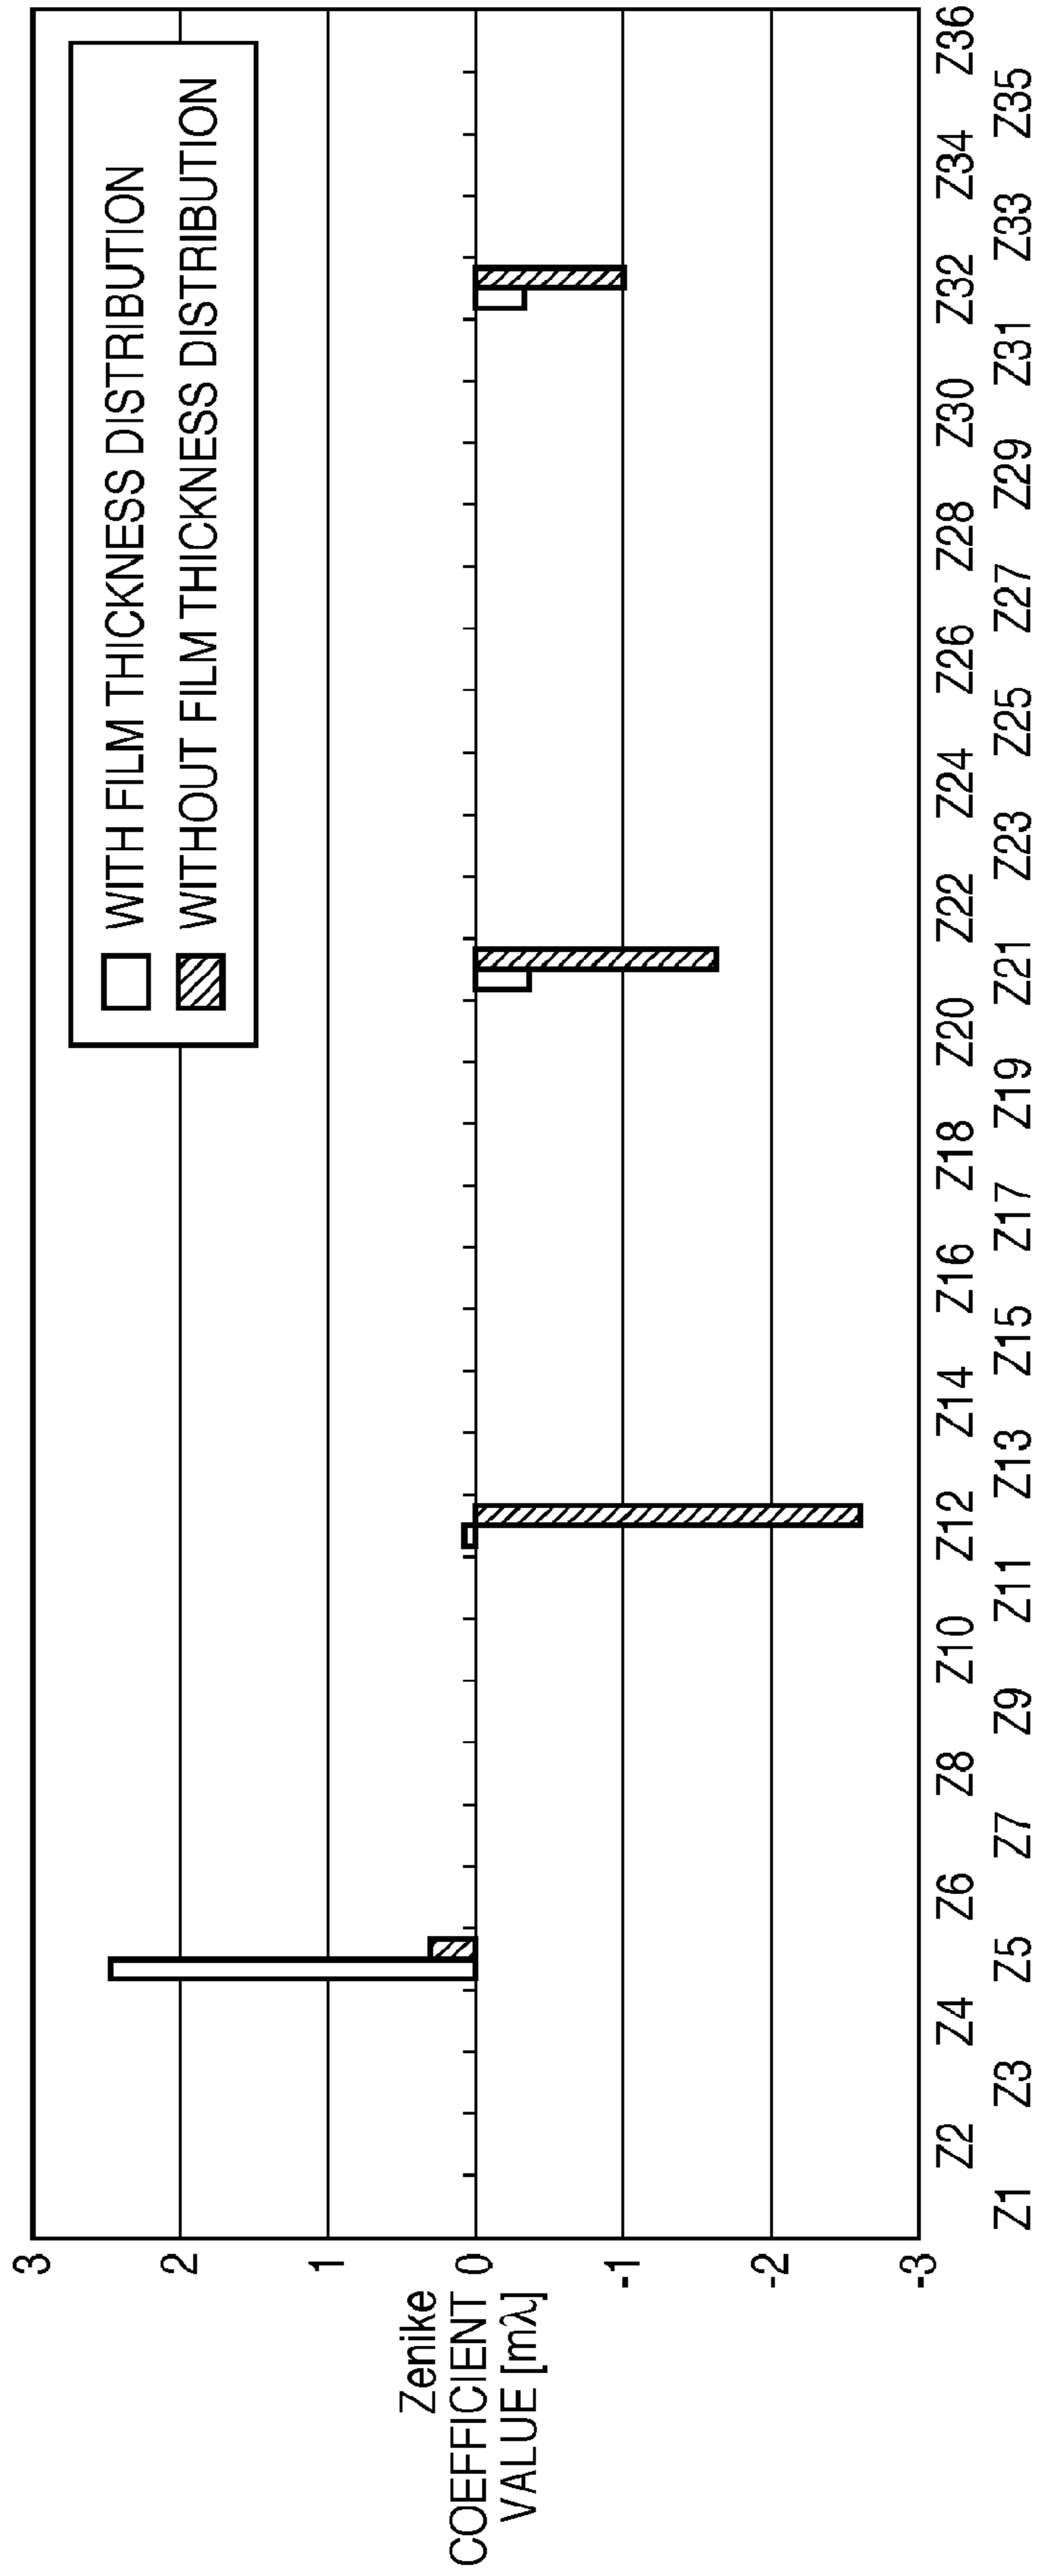 3
2
1
0
-1
-2
-3
Zenike
COEFFICIENT
VALUE [mλ]
WITH FILM THICKNESS DISTRIBUTION
WITHOUT FILM THICKNESS DISTRIBUTION
Z2 Z4 Z6 Z8 Z10 Z12 Z14 Z16 Z18 Z20 Z22 Z24 Z26 Z28 Z30 Z32 Z34 Z36
Z1 Z3 Z5 Z7 Z9 Z11 Z13 Z15 Z17 Z19 Z21 Z23 Z25 Z27 Z29 Z31 Z33 Z35